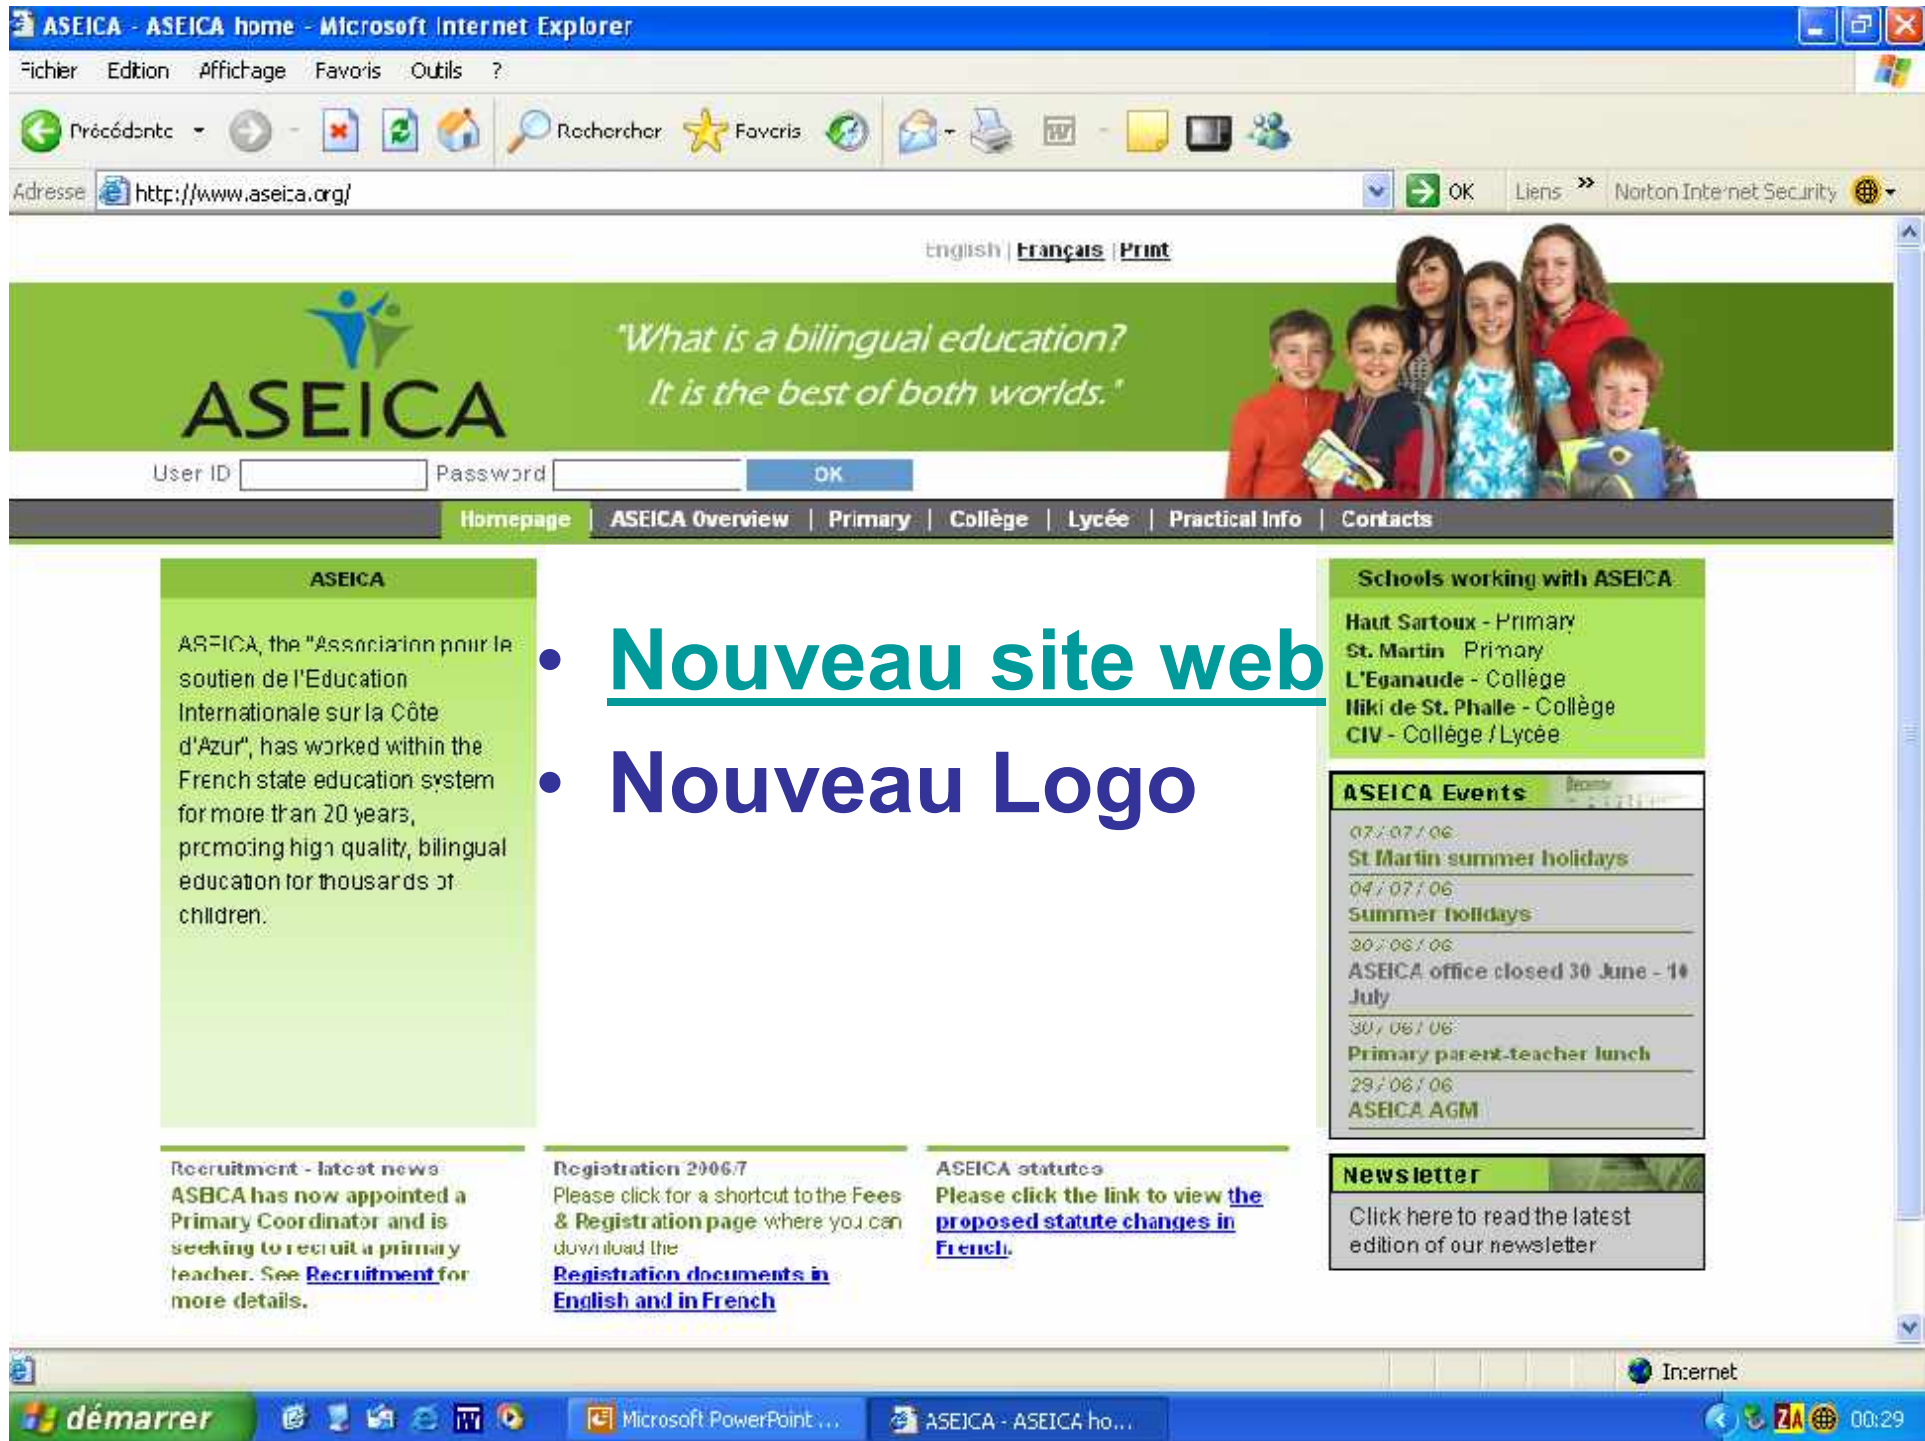 ASEICA - ASEICA home - Microsoft Internet Explorer
Fichier Edition Affichage Favoris Outils ?
Précédente Rechercher Favoris
Adresse http://www.aseica.org/ OK Liens » Norton Internet Security
English | Français | Print
"What is a bilingual education?
It is the best of both worlds."
ASEICA
User ID Password OK
Homepage | ASEICA Overview | Primary | Collège | Lycée | Practical Info | Contacts
ASEICA
ASEICA, the "Association pour le
soutien de l'Education
Internationale sur la Côte
d'Azur", has worked within the
French state education system
for more than 20 years,
promoting high quality, bilingual
education for thousands of
children.
• Nouveau site web
• Nouveau Logo
Schools working with ASEICA
Haut Sartoux - Primary
St. Martin Primary
L'Eganaude - Collège
Niki de St. Phalle - Collège
CIV - Collège / Lycée
ASEICA Events
07/07/06
St Martin summer holidays
04/07/06
Summer holidays
30/06/06
ASEICA office closed 30 June - 10
July
30/06/06
Primary parent-teacher lunch
29/06/06
ASEICA AGM
Recruitment - latest news
ASEICA has now appointed a
Primary Coordinator and is
seeking to recruit a primary
teacher. See Recruitment for
more details.
Registration 2006/7
Please click for a shortcut to the Fees
& Registration page where you can
download the
Registration documents in
English and in French
ASEICA statutes
Please click the link to view the
proposed statute changes in
French.
Newsletter
Click here to read the latest
edition of our newsletter
Internet
démarrer Microsoft PowerPoint ... ASEICA - ASEICA ho... ZA 00:29